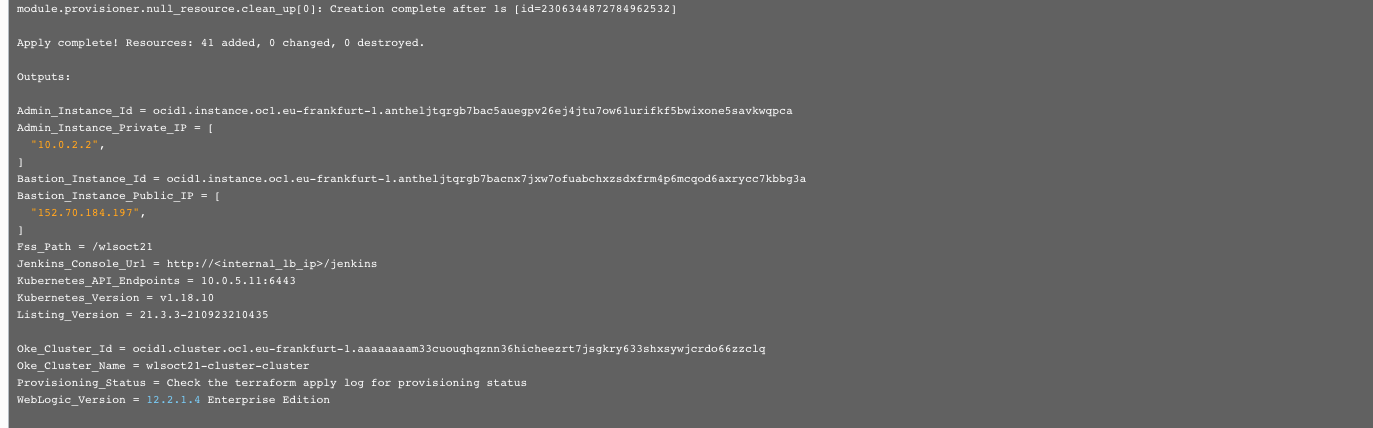 module.provisioner.null_resource.clean_up[0]: Creation complete after 1s [id=2306344872784962532]
Apply complete! Resources: 41 added, 0 changed, 0 destroyed.
Outputs:
Admin_Instance_Id = ocid1.instance.oc1.eu-frankfurt-1.antheljtqrgb7bac5auegpv26ej4jtu7ow6lurifkf5bwixone5savkwqpca
Admin_Instance_Private_IP = [
"10.0.2.2",
]
Bastion_Instance_Id = ocid1.instance.oc1.eu-frankfurt-1.antheljtqrgb7bacnx7jxw7ofuabchxzsdxfrm4p6mcqod6axrycc7kbbg3a
Bastion_Instance_Public_IP = [
"152.70.184.197",
]
Fss_Path = /wlsoct21
Jenkins_Console_Url = http://<internal_lb_ip>/jenkins
Kubernetes_API_Endpoints = 10.0.5.11:6443
Kubernetes_Version = v1.18.10
Listing_Version = 21.3.3-210923210435
Oke_Cluster_Id = ocid1.cluster.oc1.eu-frankfurt-1.aaaaaaaam33cuouqhqznn36hicheezrt7jsgkry633shxsywjcrdo66zzclq
Oke_Cluster_Name = wlsoct21-cluster-cluster
Provisioning_Status = Check the terraform apply log for provisioning status
WebLogic_Version = 12.2.1.4 Enterprise Edition